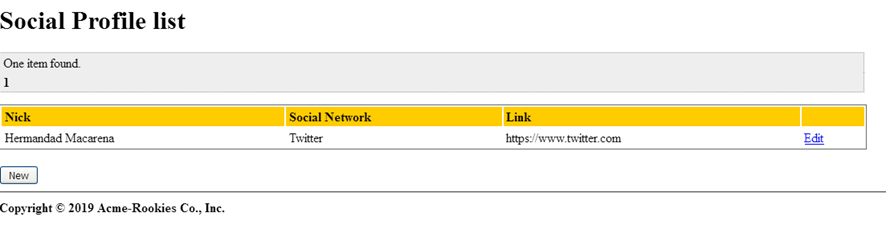 Social Profile list
One item found.
1
Nick Social Network Link
Hermandad Macarena Twitter https://www.twitter.com Edit
New
Copyright © 2019 Acme-Rookies Co., Inc.